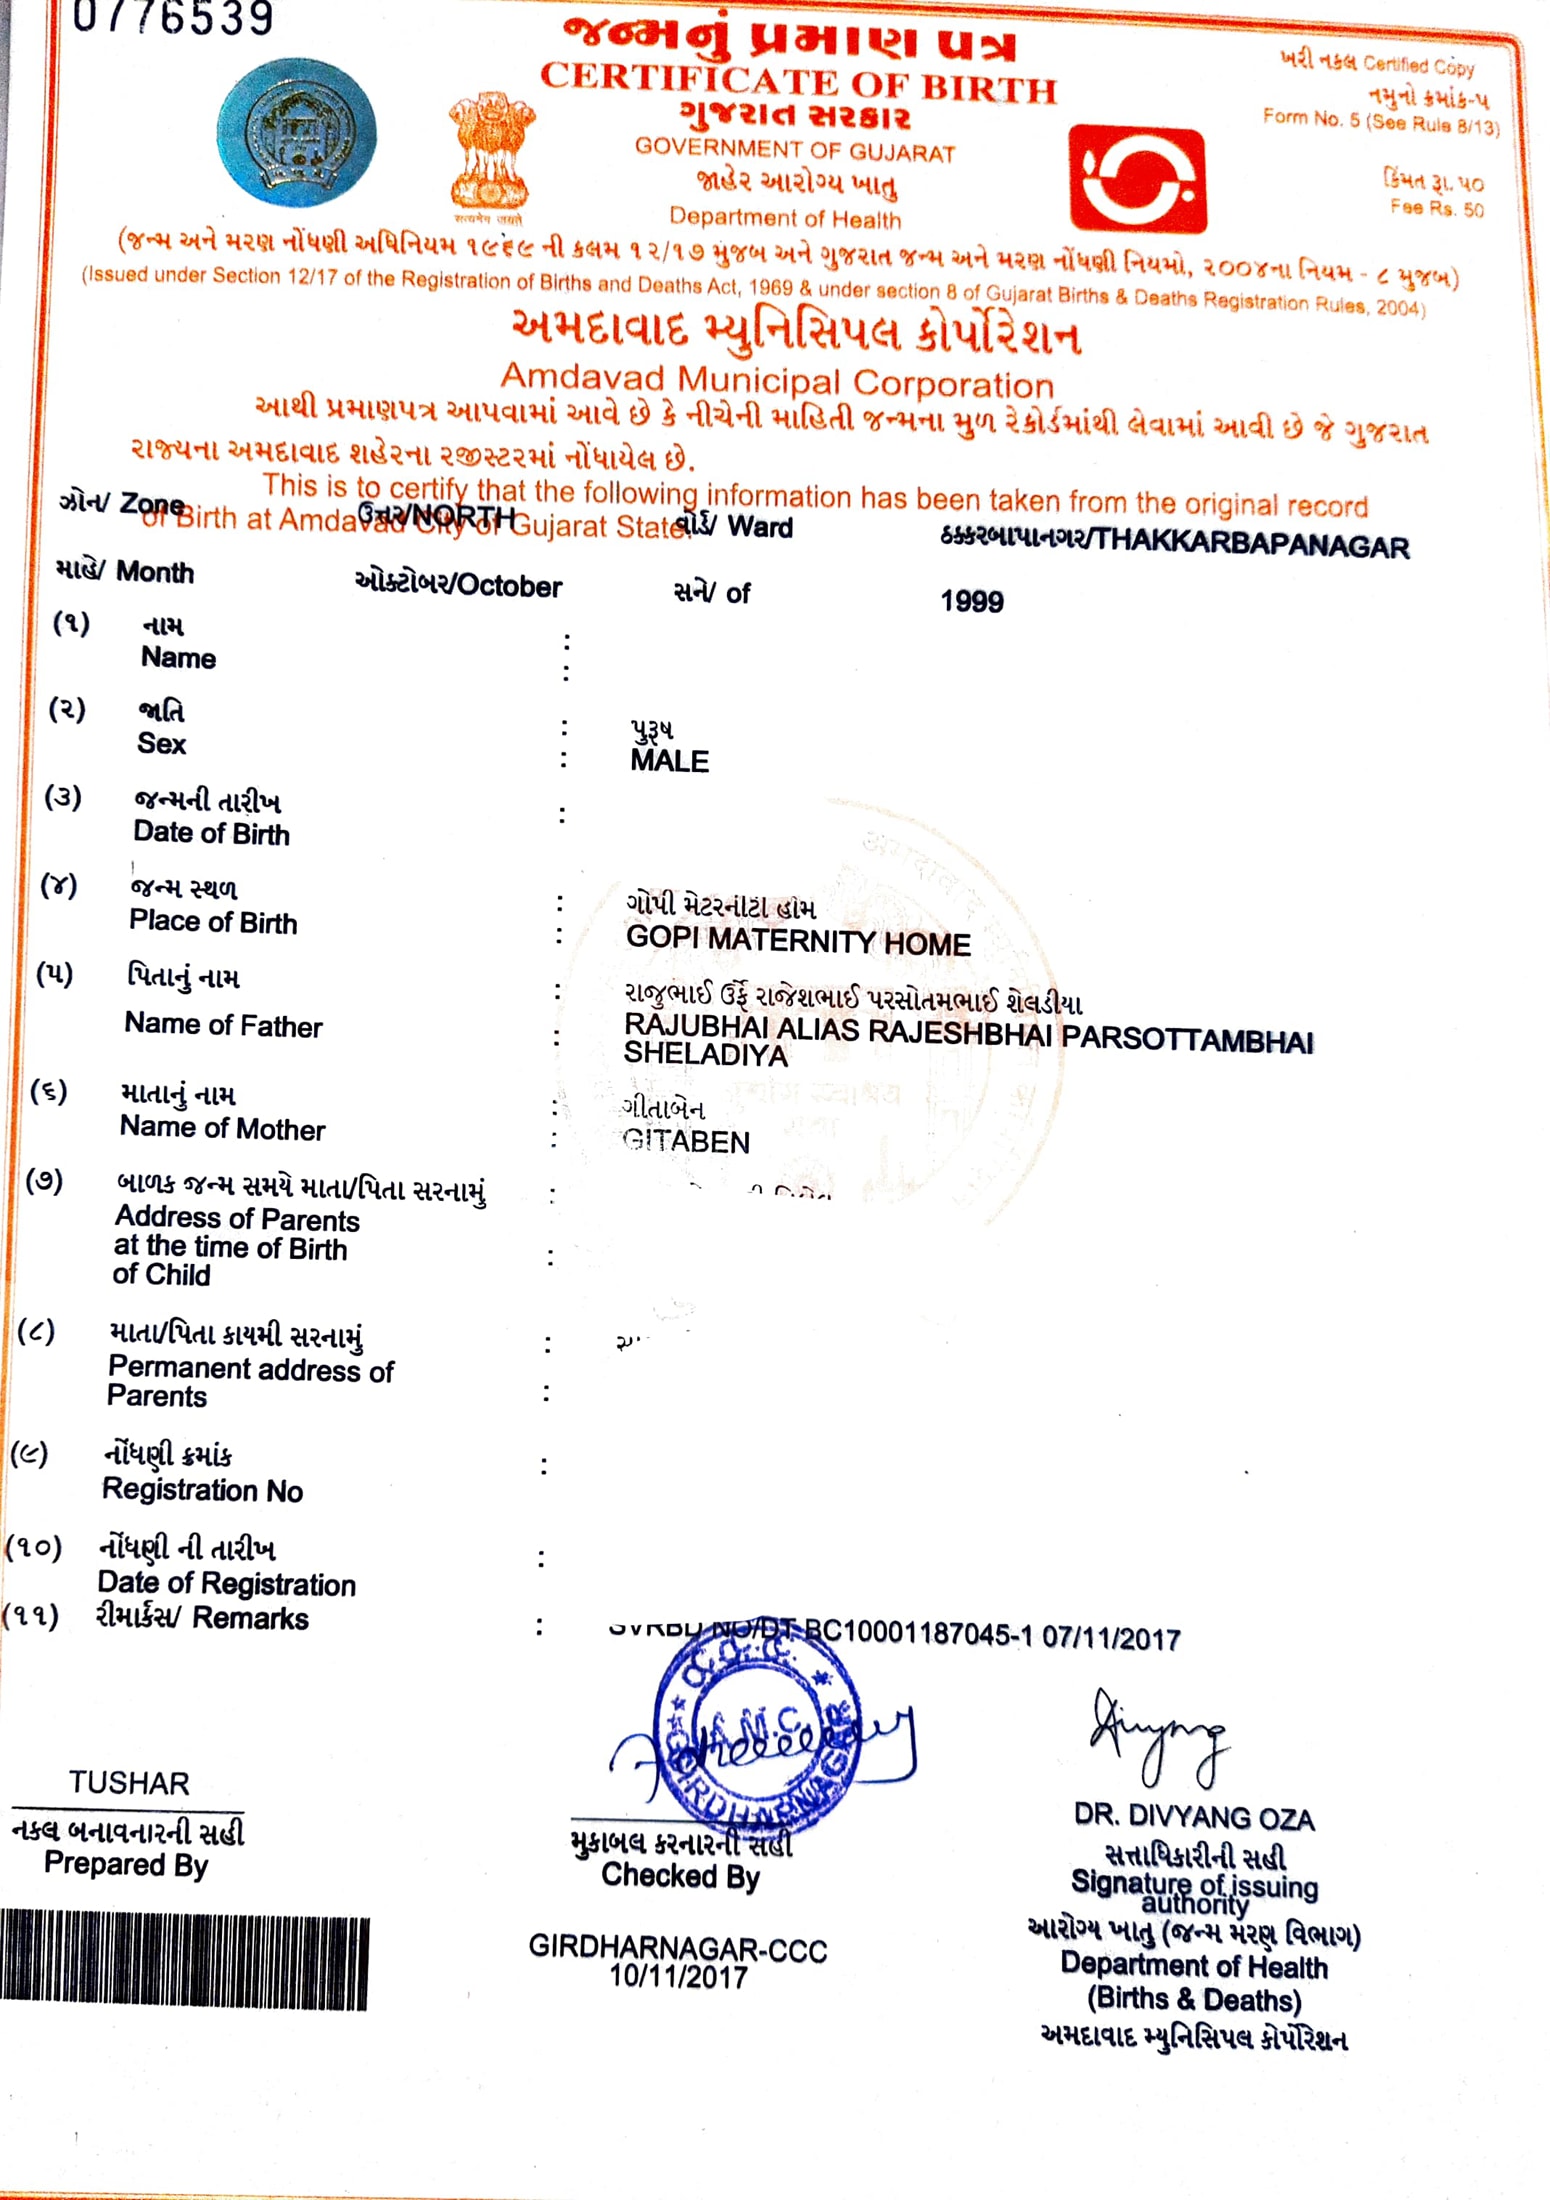 0776539
જન્મનું પ્રમાણ પત્ર
CERTIFICATE OF BIRTH
ગુજરાત સરકાર
GOVERNMENT OF GUJARAT
જાહેર આરોગ્ય ખાતુ
Department of Health
सत्यमेव जयते
ખરી નકલ Certified Copy
નમુનો ક્રમાંક-૫
Form No. 5 (See Rule 8/13)
કિંમત રૂા. ૫૦
Fee Rs. 50
(જન્મ અને મરણ નોંધણી અધિનિયમ ૧૯૬૯ ની કલમ ૧૨/૧૭ મુજબ અને ગુજરાત જન્મ અને મરણ નોંધણી નિયમો, ૨૦૦૪ના નિયમ - ૮ મુજબ)
(Issued under Section 12/17 of the Registration of Births and Deaths Act, 1969 & under section 8 of Gujarat Births & Deaths Registration Rules, 2004)
અમદાવાદ મ્યુનિસિપલ કોર્પોરેશન
Amdavad Municipal Corporation
આથી પ્રમાણપત્ર આપવામાં આવે છે કે નીચેની માહિતી જન્મના મુળ રેકોર્ડમાંથી લેવામાં આવી છે જે ગુજરાત
રાજ્યના અમદાવાદ શહેરના રજીસ્ટરમાં નોંધાયેલ છે.
This is to certify that the following information has been taken from the original record
of Birth at Amdavad City of Gujarat State.
ઝોન/ Zone ઉત્તર/NORTH વોર્ડ/ Ward ઠક્કરબાપાનગર/THAKKARBAPANAGAR
માહે/ Month ઓક્ટોબર/October સને/ of 1999
(૧) નામ :
Name :
(૨) જાતિ : પુરૂષ
Sex : MALE
(૩) જન્મની તારીખ :
Date of Birth
(૪) જન્મ સ્થળ : ગોપી મેટરનીટી હોમ
Place of Birth : GOPI MATERNITY HOME
(૫) પિતાનું નામ : રાજુભાઈ ઉર્ફે રાજેશભાઈ પરસોતમભાઈ શેલડીયા
Name of Father : RAJUBHAI ALIAS RAJESHBHAI PARSOTTAMBHAI
SHELADIYA
(૬) માતાનું નામ : ગીતાબેન
Name of Mother : GITABEN
(૭) બાળક જન્મ સમયે માતા/પિતા સરનામું :
Address of Parents
at the time of Birth :
of Child
(૮) માતા/પિતા કાયમી સરનામું :
Permanent address of
Parents :
(૯) નોંધણી ક્રમાંક :
Registration No
(૧૦) નોંધણી ની તારીખ :
Date of Registration
(૧૧) રીમાર્કસ/ Remarks : NO/DT BC10001187045-1 07/11/2017
A.M.C.
GIRDHARNAGAR
TUSHAR
નકલ બનાવનારની સહી
Prepared By
મુકાબલ કરનારની સહી
Checked By
GIRDHARNAGAR-CCC
10/11/2017
Divyang
DR. DIVYANG OZA
સત્તાધિકારીની સહી
Signature of issuing
authority
આરોગ્ય ખાતુ (જન્મ મરણ વિભાગ)
Department of Health
(Births & Deaths)
અમદાવાદ મ્યુનિસિપલ કોર્પોરેશન